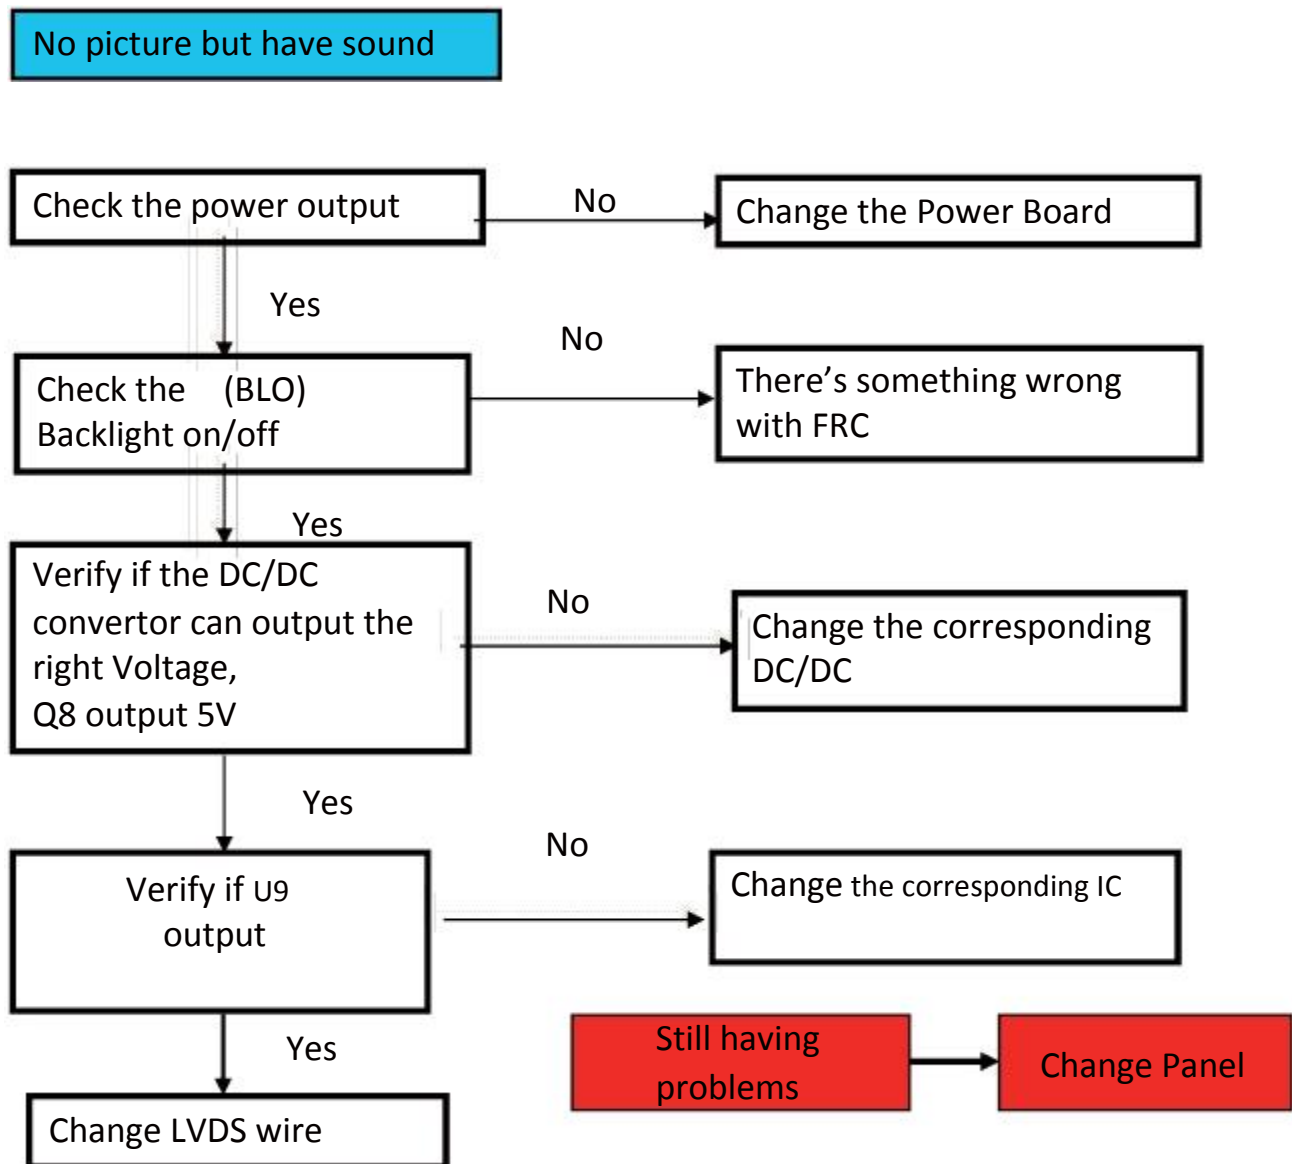 No picture but have sound
Check the power output
No
Change the Power Board
Yes
Check the (BLO)
Backlight on/off
No
There's something wrong
with FRC
Yes
Verify if the DC/DC
convertor can output the
right Voltage,
Q8 output 5V
No
Change the corresponding
DC/DC
Yes
Verify if U9
output
No
Change the corresponding IC
Yes
Still having
problems
Change Panel
Change LVDS wire